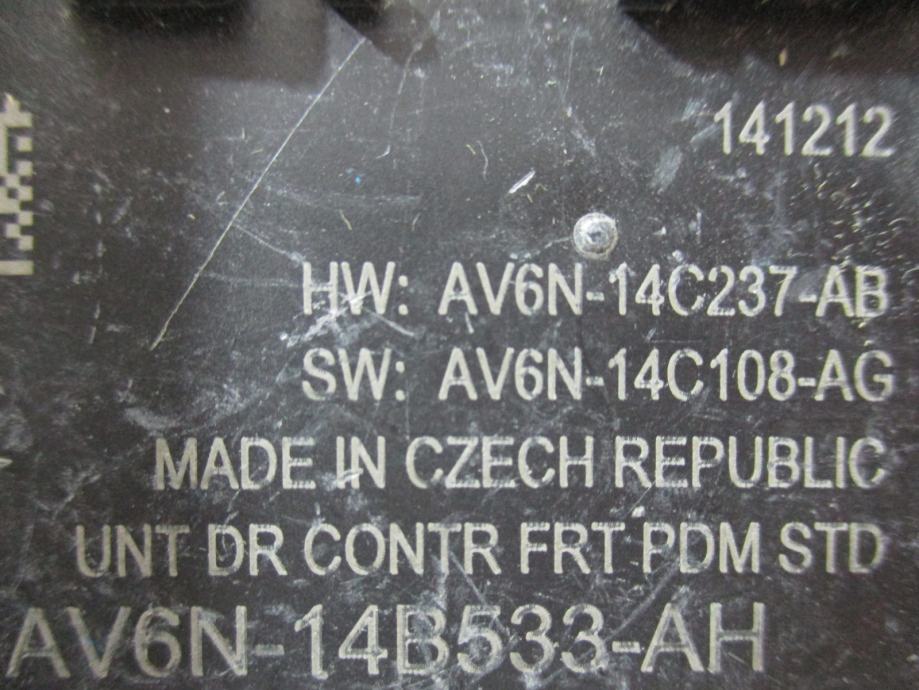 141212
HW: AV6N-14C237-AB
SW: AV6N-14C108-AG
MADE IN CZECH REPUBLIC
UNT DR CONTR FRT PDM STD
AV6N-14B533-AH